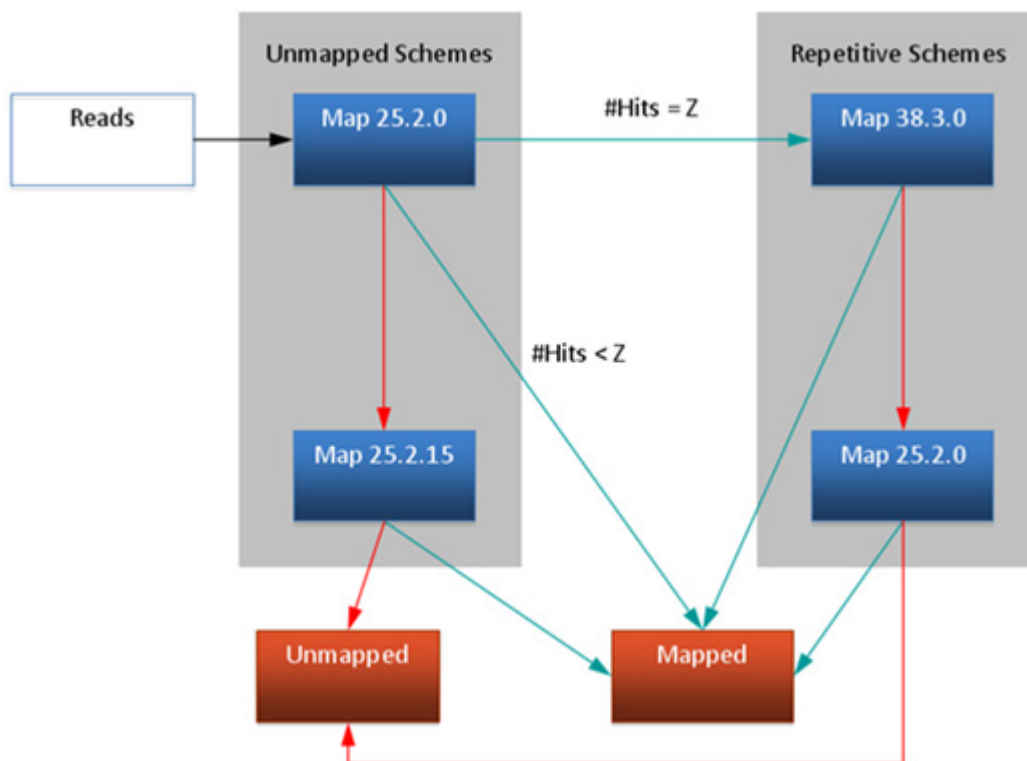 Unmapped Schemes
Repetitive Schemes
Reads
Map 25.2.0
#Hits = Z
Map 38.3.0
#Hits < Z
Map 25.2.15
Map 25.2.0
Unmapped
Mapped